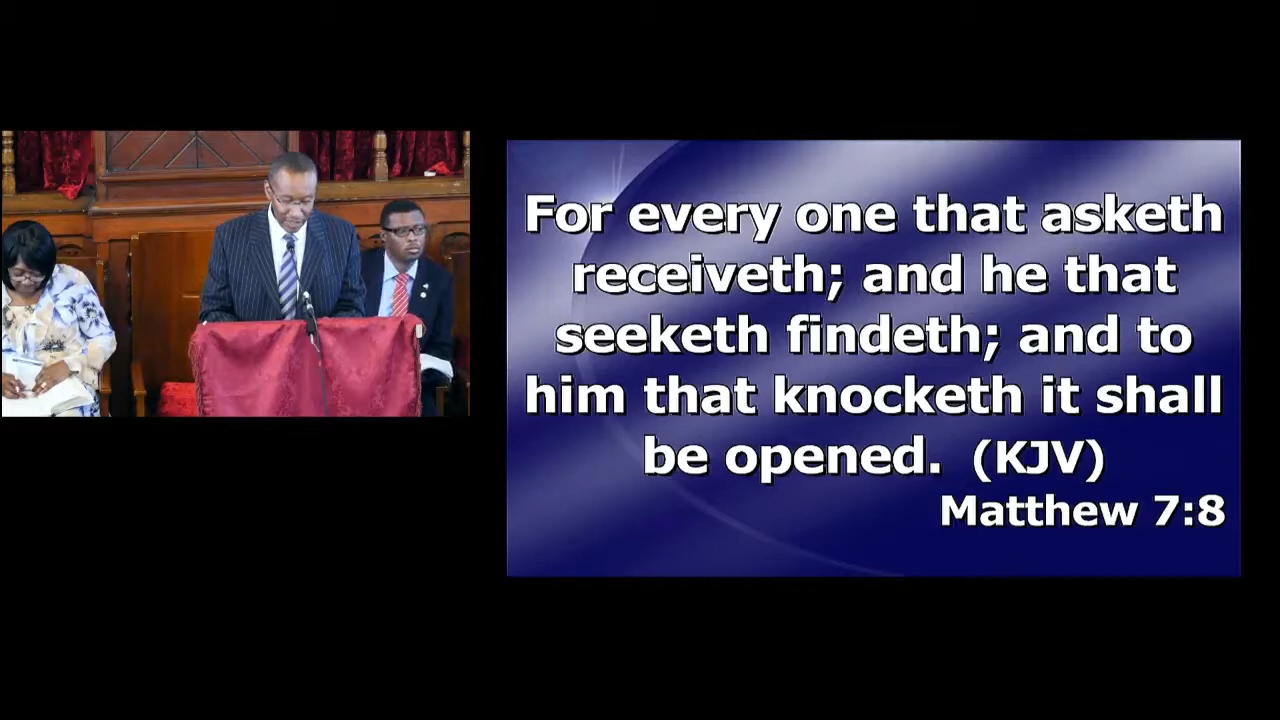 For every one that asketh
receiveth; and he that
seeketh findeth; and to
him that knocketh it shall
be opened. (KJV)
Matthew 7:8